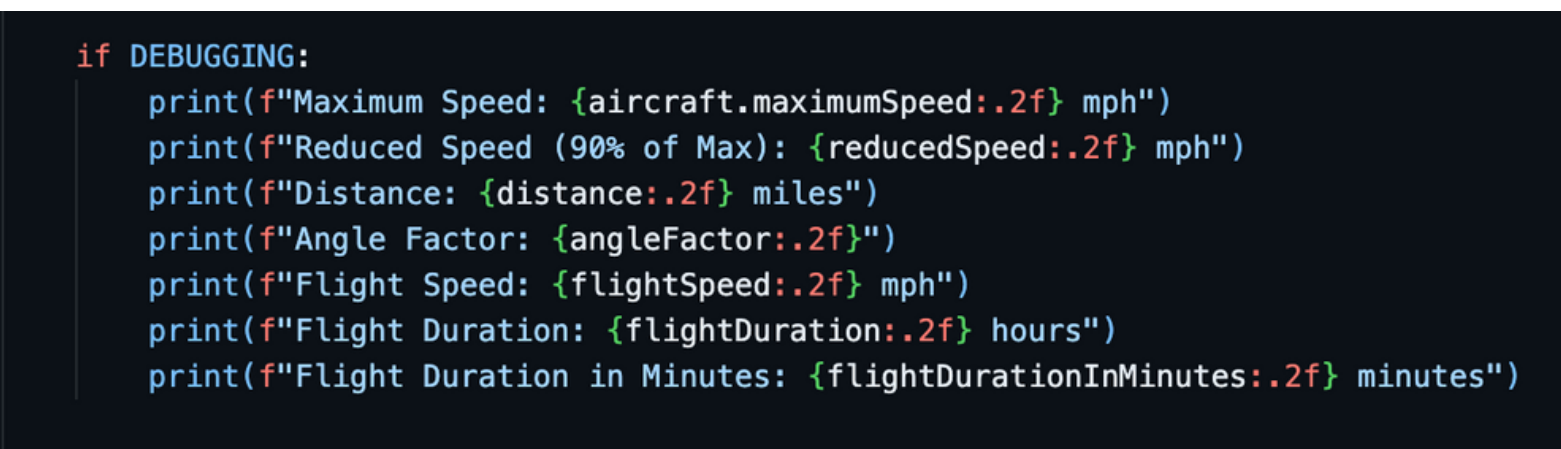 if DEBUGGING:
    print(f"Maximum Speed: {aircraft.maximumSpeed:.2f} mph")
    print(f"Reduced Speed (90% of Max): {reducedSpeed:.2f} mph")
    print(f"Distance: {distance:.2f} miles")
    print(f"Angle Factor: {angleFactor:.2f}")
    print(f"Flight Speed: {flightSpeed:.2f} mph")
    print(f"Flight Duration: {flightDuration:.2f} hours")
    print(f"Flight Duration in Minutes: {flightDurationInMinutes:.2f} minutes")